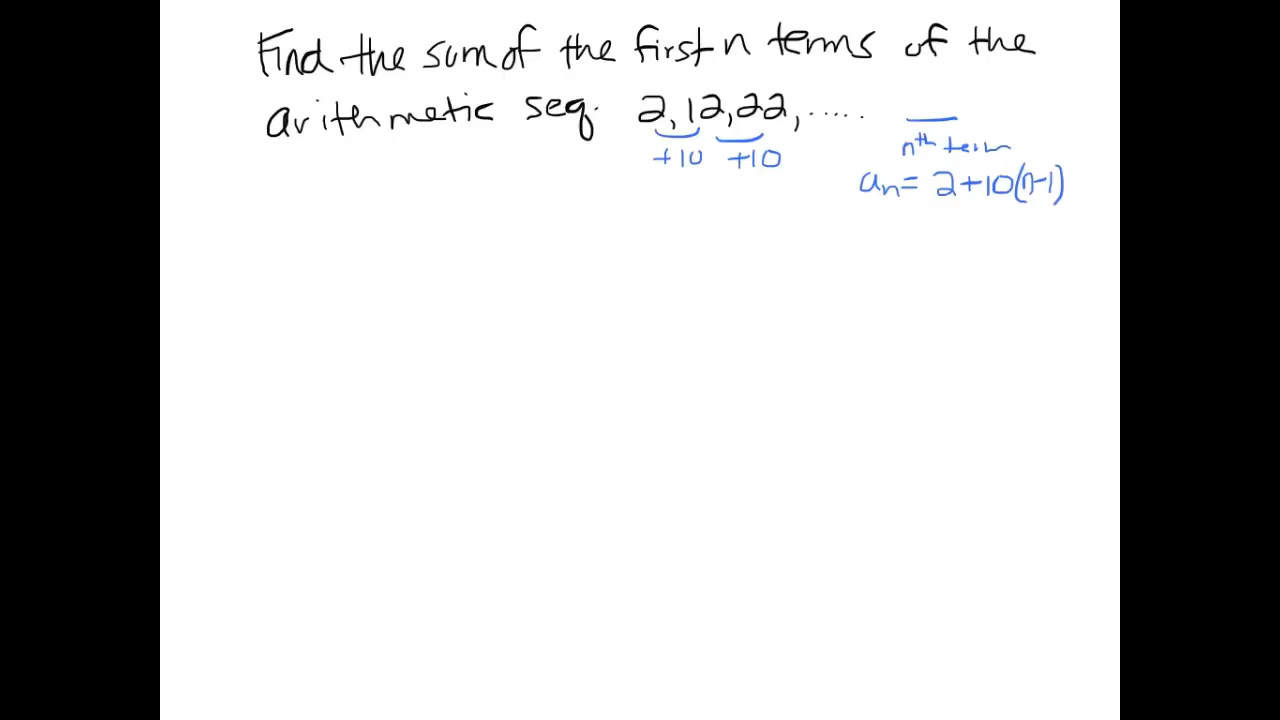 Find the sum of the first n terms of the
arithmetic seq. 2, 12, 22, .....
+10 +10
nth term
an = 2+10(n-1)